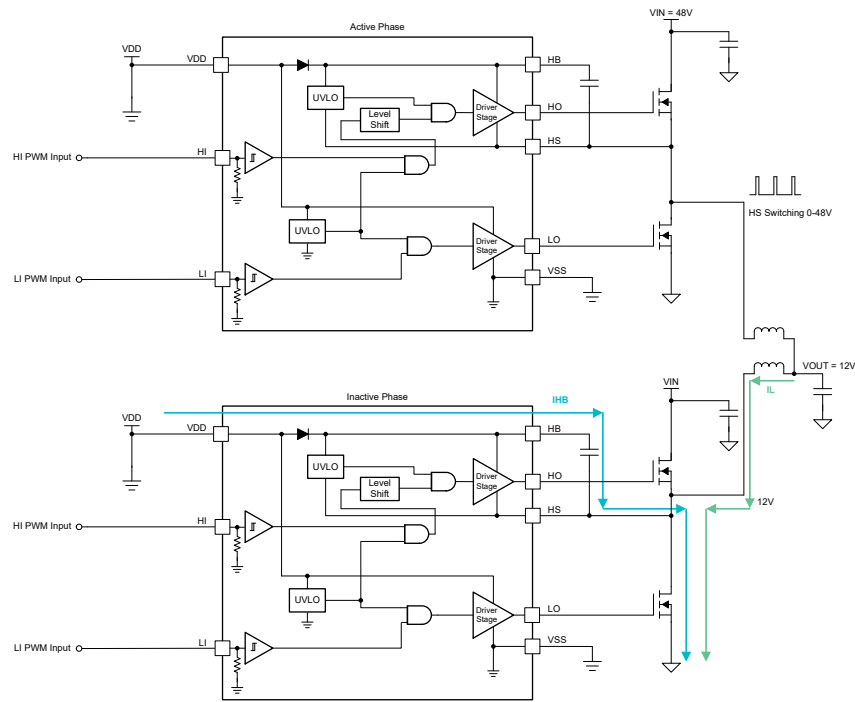 Active Phase
VIN = 48V
VDD
VDD
HB
UVLO
Level
Shift
Driver
Stage
HO
HI
HS
HI PWM Input
HS Switching 0-48V
UVLO
Driver
Stage
LO
LI
VSS
LI PWM Input
VOUT = 12V
IL
Inactive Phase
IHB
VIN
VDD
VDD
HB
UVLO
Level
Shift
Driver
Stage
HO
12V
HI
HS
HI PWM Input
UVLO
Driver
Stage
LO
LI
VSS
LI PWM Input